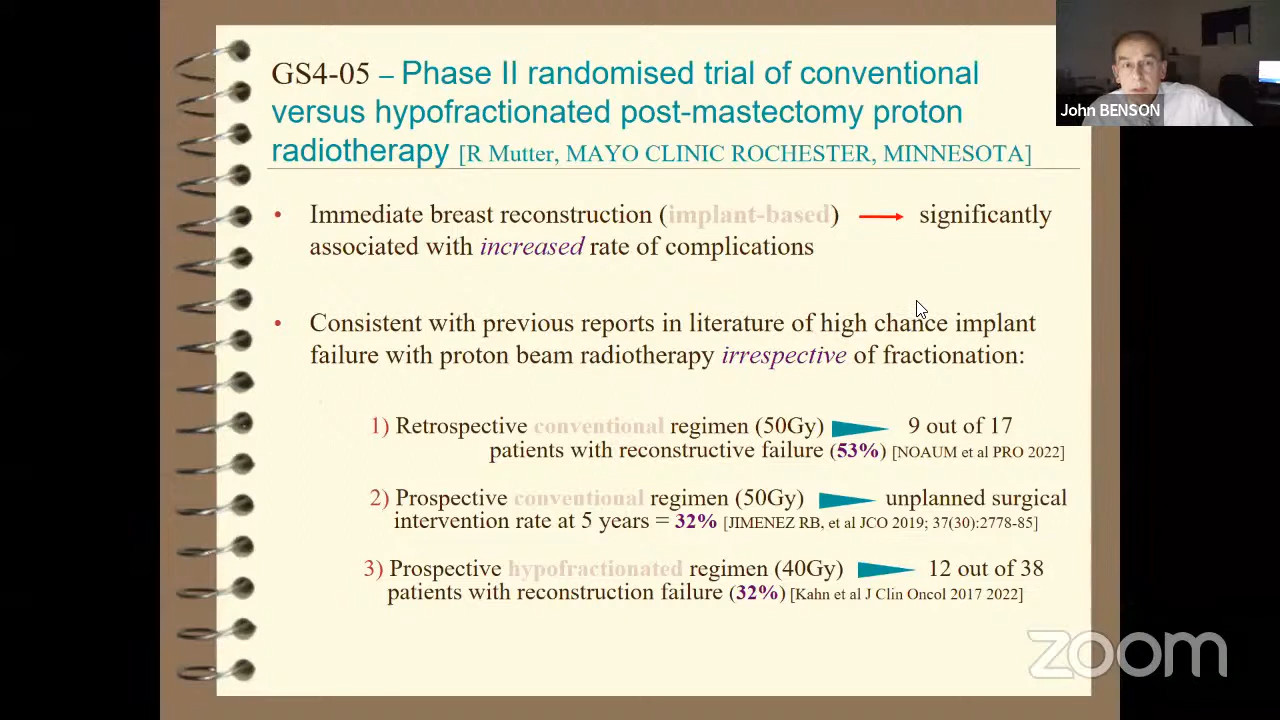 GS4-05 – Phase II randomised trial of conventional
versus hypofractionated post-mastectomy proton
radiotherapy [R Mutter, MAYO CLINIC ROCHESTER, MINNESOTA]
John BENSON
• Immediate breast reconstruction (implant-based) → significantly
associated with increased rate of complications
• Consistent with previous reports in literature of high chance implant
failure with proton beam radiotherapy irrespective of fractionation:
1) Retrospective conventional regimen (50Gy) 9 out of 17
patients with reconstructive failure (53%) [NOAUM et al PRO 2022]
2) Prospective conventional regimen (50Gy) unplanned surgical
intervention rate at 5 years = 32% [JIMENEZ RB, et al JCO 2019; 37(30):2778-85]
3) Prospective hypofractionated regimen (40Gy) 12 out of 38
patients with reconstruction failure (32%) [Kahn et al J Clin Oncol 2017 2022]
zoom